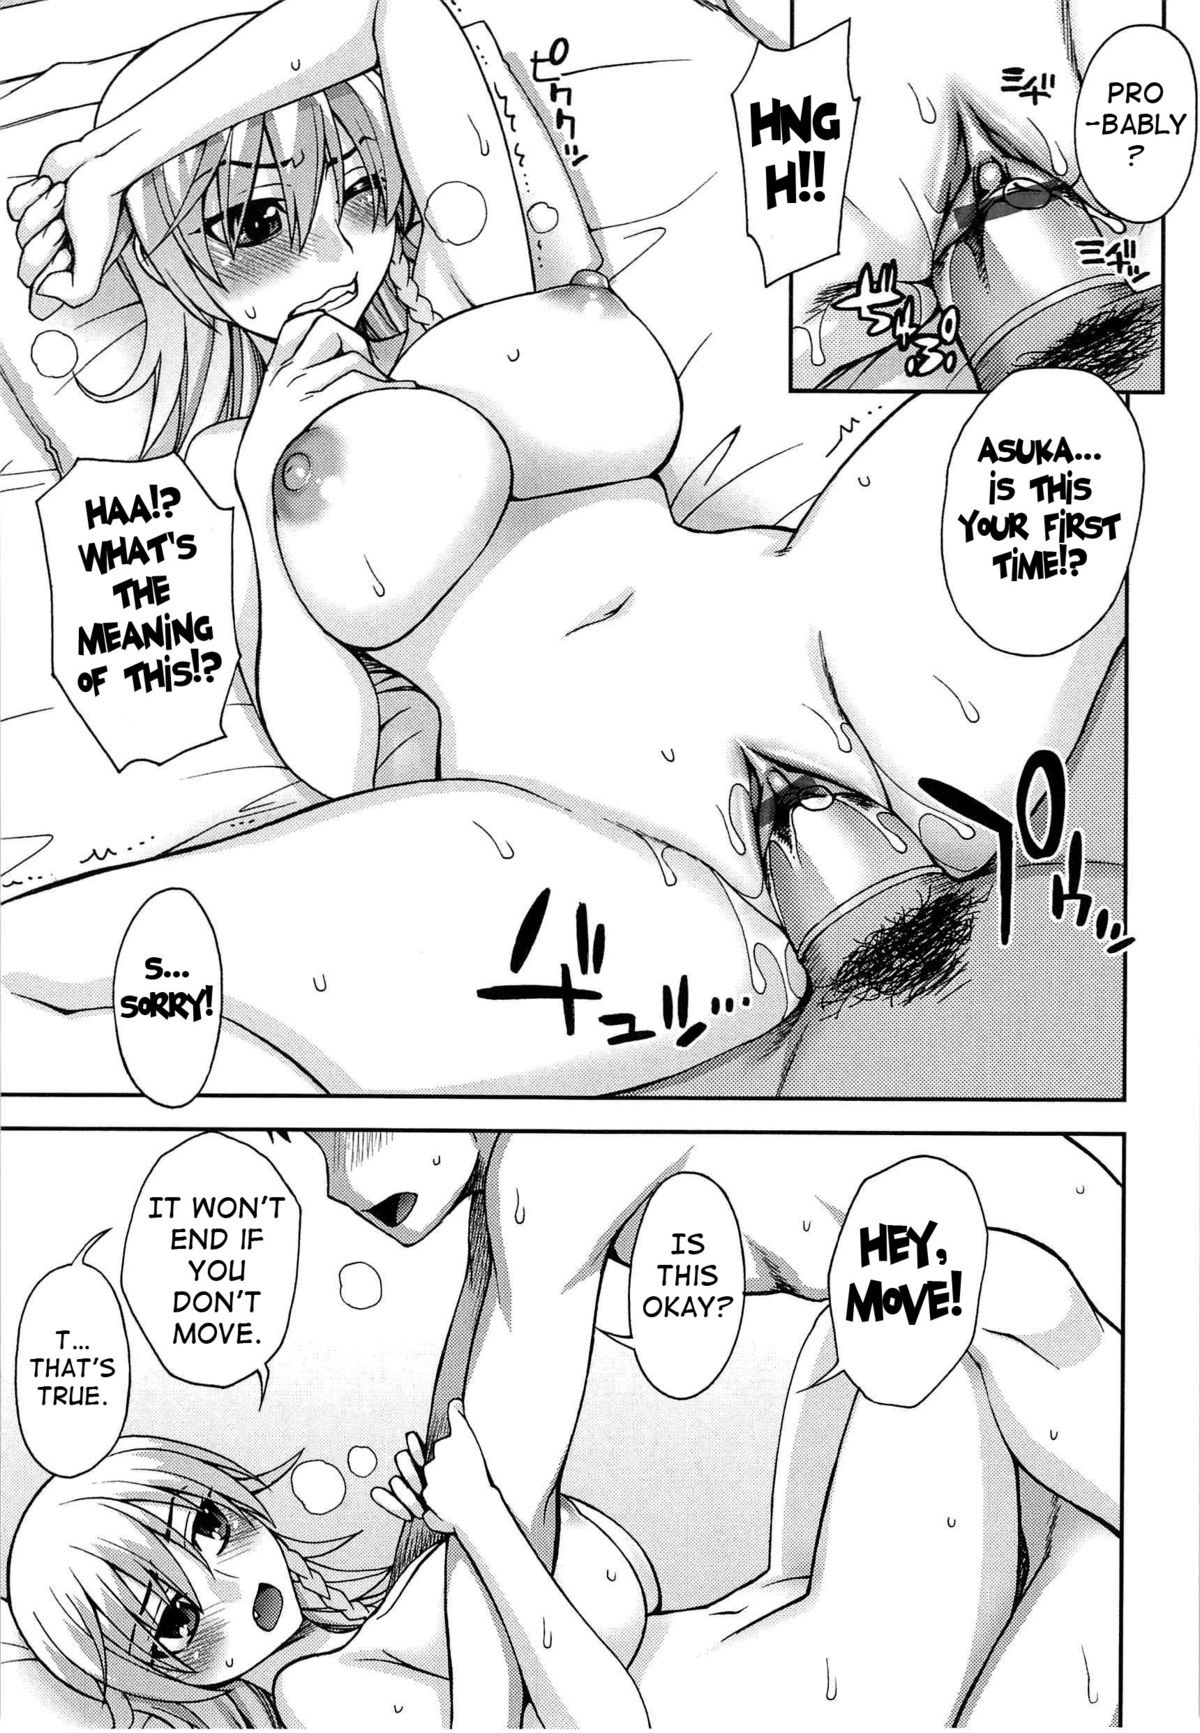 PRO
-BABLY
?
HNG
H!!
ASUKA...
IS THIS
YOUR FIRST
TIME!?
HAA!?
WHAT'S
THE
MEANING
OF THIS!?
S...
SORRY!
HEY,
MOVE!
IS
THIS
OKAY?
IT WON'T
END IF
YOU
DON'T
MOVE.
T...
THAT'S
TRUE.